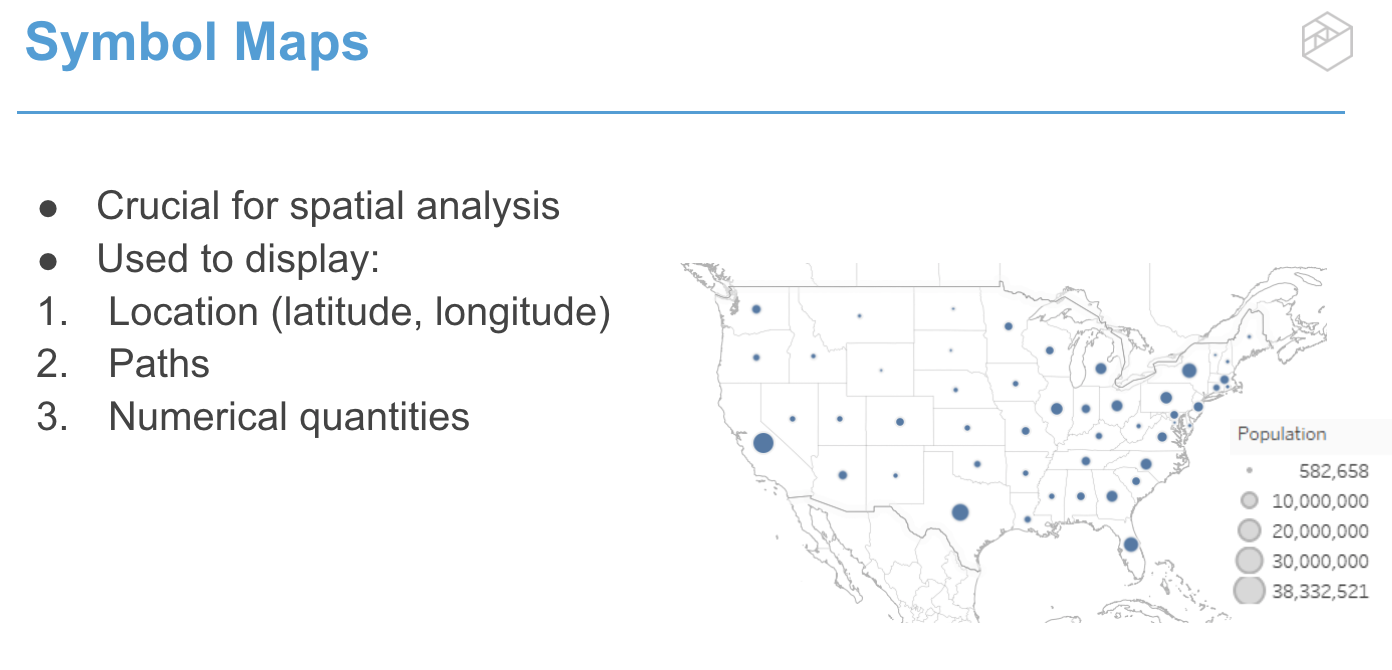 Symbol Maps
● Crucial for spatial analysis
● Used to display:
1. Location (latitude, longitude)
2. Paths
3. Numerical quantities
Population
582,658
10,000,000
20,000,000
30,000,000
38,332,521